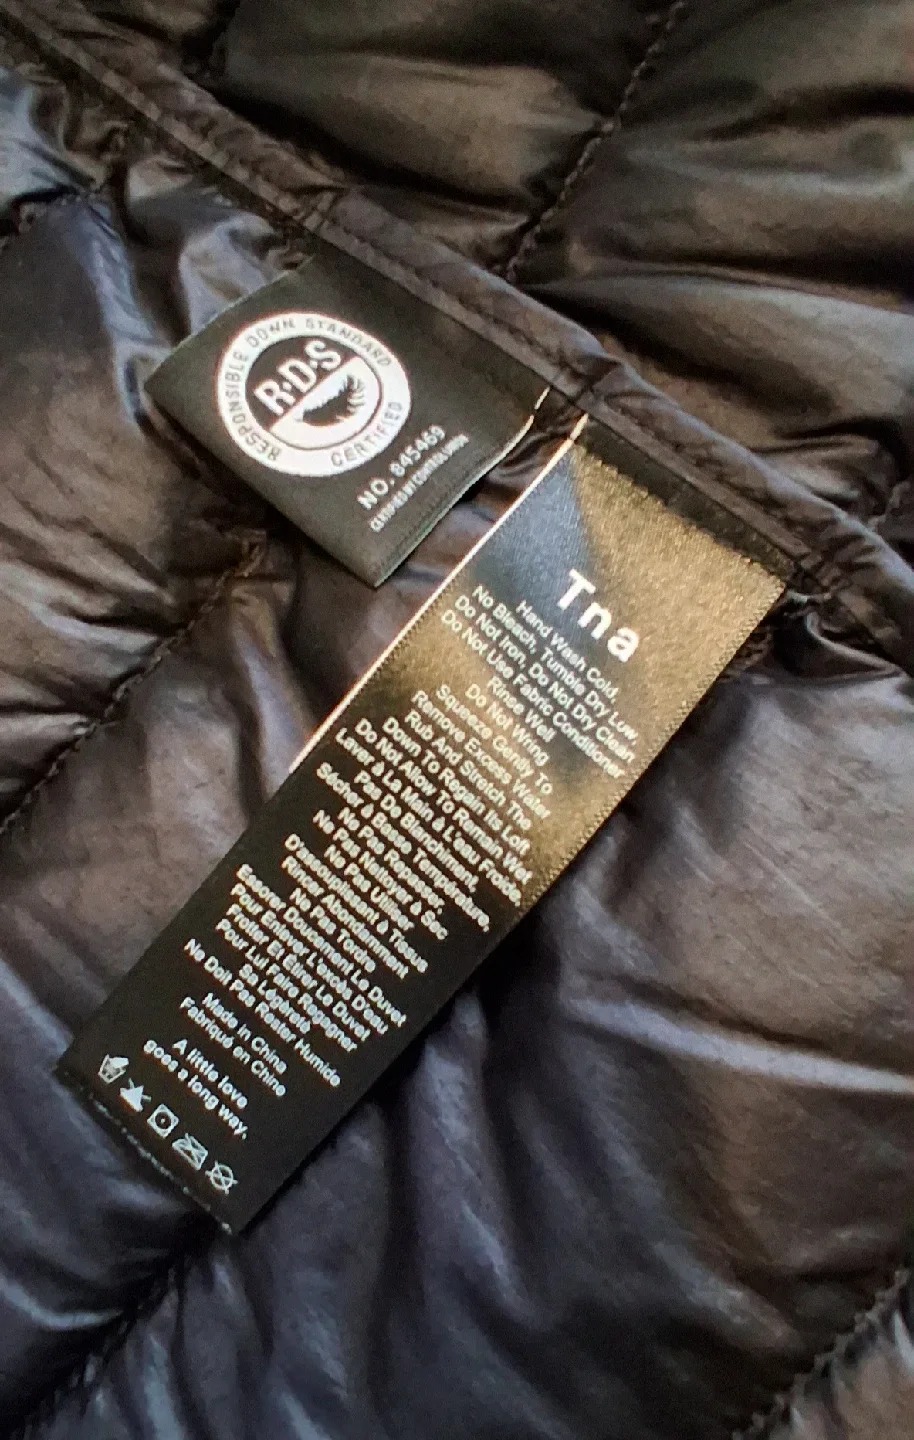 RESPONSIBLE DOWN STANDARD
R·D·S
CERTIFIED
NO. 845469
CERTIFIED BY CONTROL UNION
Tna
Hand Wash Cold,
No Bleach, Tumble Dry Low,
Do Not Iron, Do Not Dry Clean
Do Not Use Fabric Conditioner
Rinse Well
Do Not Wring
Squeeze Gently To
Remove Excess Water
Rub And Stretch The
Down To Regain Its Loft
Do Not Allow To Remain Wet
Laver à La Main à L'eau Froide,
Pas De Blanchiment,
Sécher à Basse Température,
Ne Pas Repasser,
Ne Pas Nettoyer à Sec
Ne Pas Utiliser
D'assouplissant à Tissus
Rincer Abondamment
Ne Pas Tordre
Essorer Doucement Le Duvet
Pour Enlever L'excès D'eau
Frotter Et Étirer Le Duvet
Pour Lui Faire Regagner
Sa Légèreté
Ne Doit Pas Rester Humide
Made in China
Fabriqué en Chine
A little love
goes a long way.